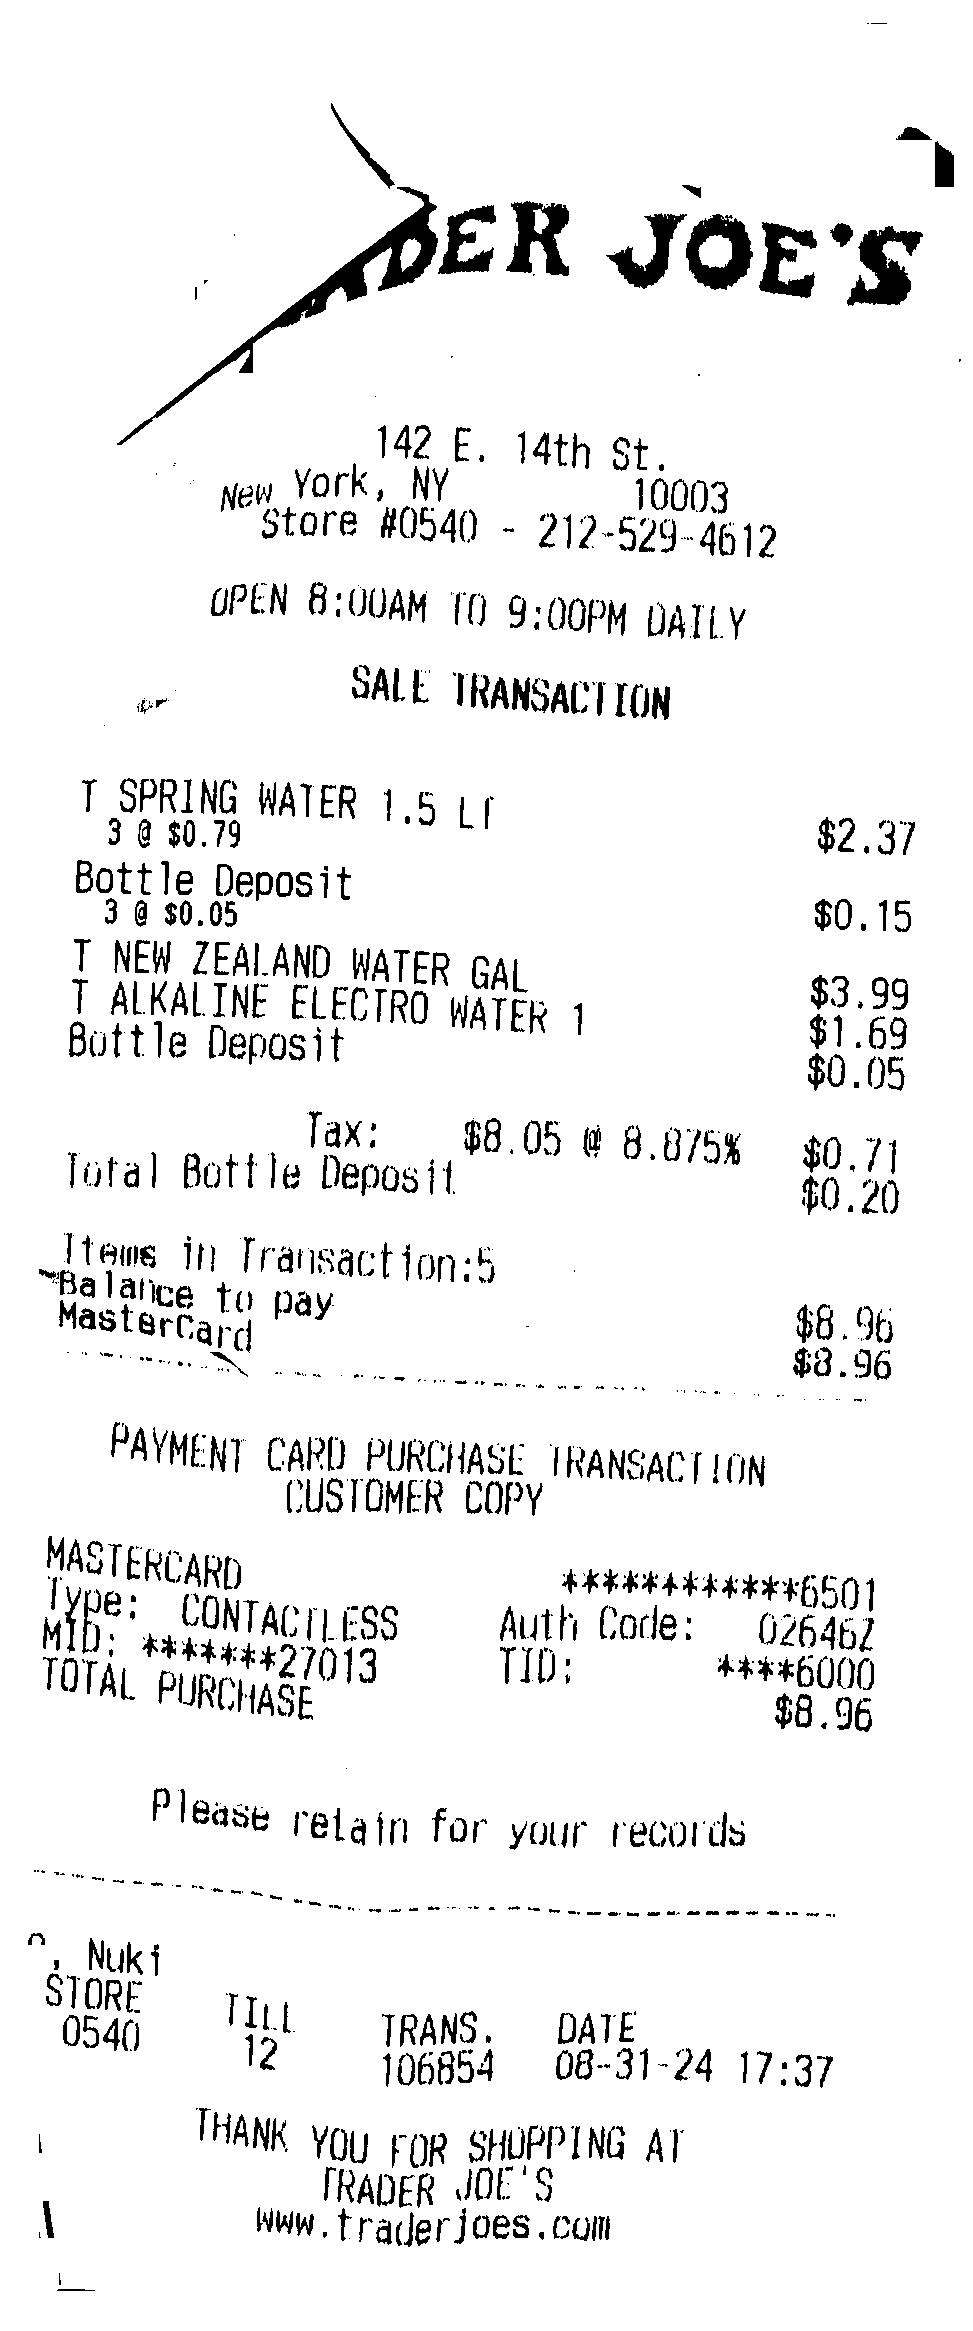 TRADER JOE'S
142 E. 14th St.
New York, NY 10003
Store #0540 - 212-529-4612
OPEN 8:00AM TO 9:00PM DAILY
SALE TRANSACTION
T SPRING WATER 1.5 LT
3 @ $0.79 $2.37
Bottle Deposit
3 @ $0.05 $0.15
T NEW ZEALAND WATER GAL $3.99
T ALKALINE ELECTRO WATER 1 $1.69
Bottle Deposit $0.05
Tax: $8.05 @ 8.875% $0.71
Total Bottle Deposit $0.20
Items in Transaction:5
Balance to pay $8.96
MasterCard $8.96
PAYMENT CARD PURCHASE TRANSACTION
CUSTOMER COPY
MASTERCARD ************6501
Type: CONTACTLESS Auth Code: 02646Z
MID: *******27013 TID: ****6000
TOTAL PURCHASE $8.96
Please retain for your records
, Nuki
STORE TILL TRANS. DATE
0540 12 106854 08-31-24 17:37
THANK YOU FOR SHOPPING AT
TRADER JOE'S
www.traderjoes.com